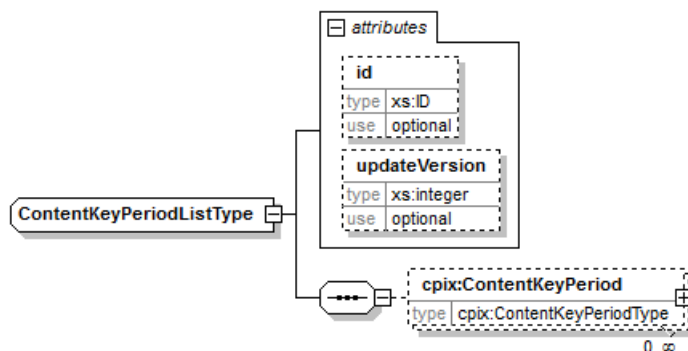 attributes
id
type xs:ID
use optional
updateVersion
type xs:integer
use optional
ContentKeyPeriodListType
cpix:ContentKeyPeriod
type cpix:ContentKeyPeriodType
0 ∞